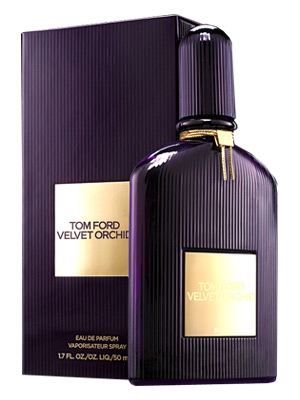 TOM FORD
VELVET ORCHID
EAU DE PARFUM
VAPORISATEUR SPRAY
1.7 FL.OZ./OZ. LIQ./50 m
TOM FORD
VELVET ORCHID